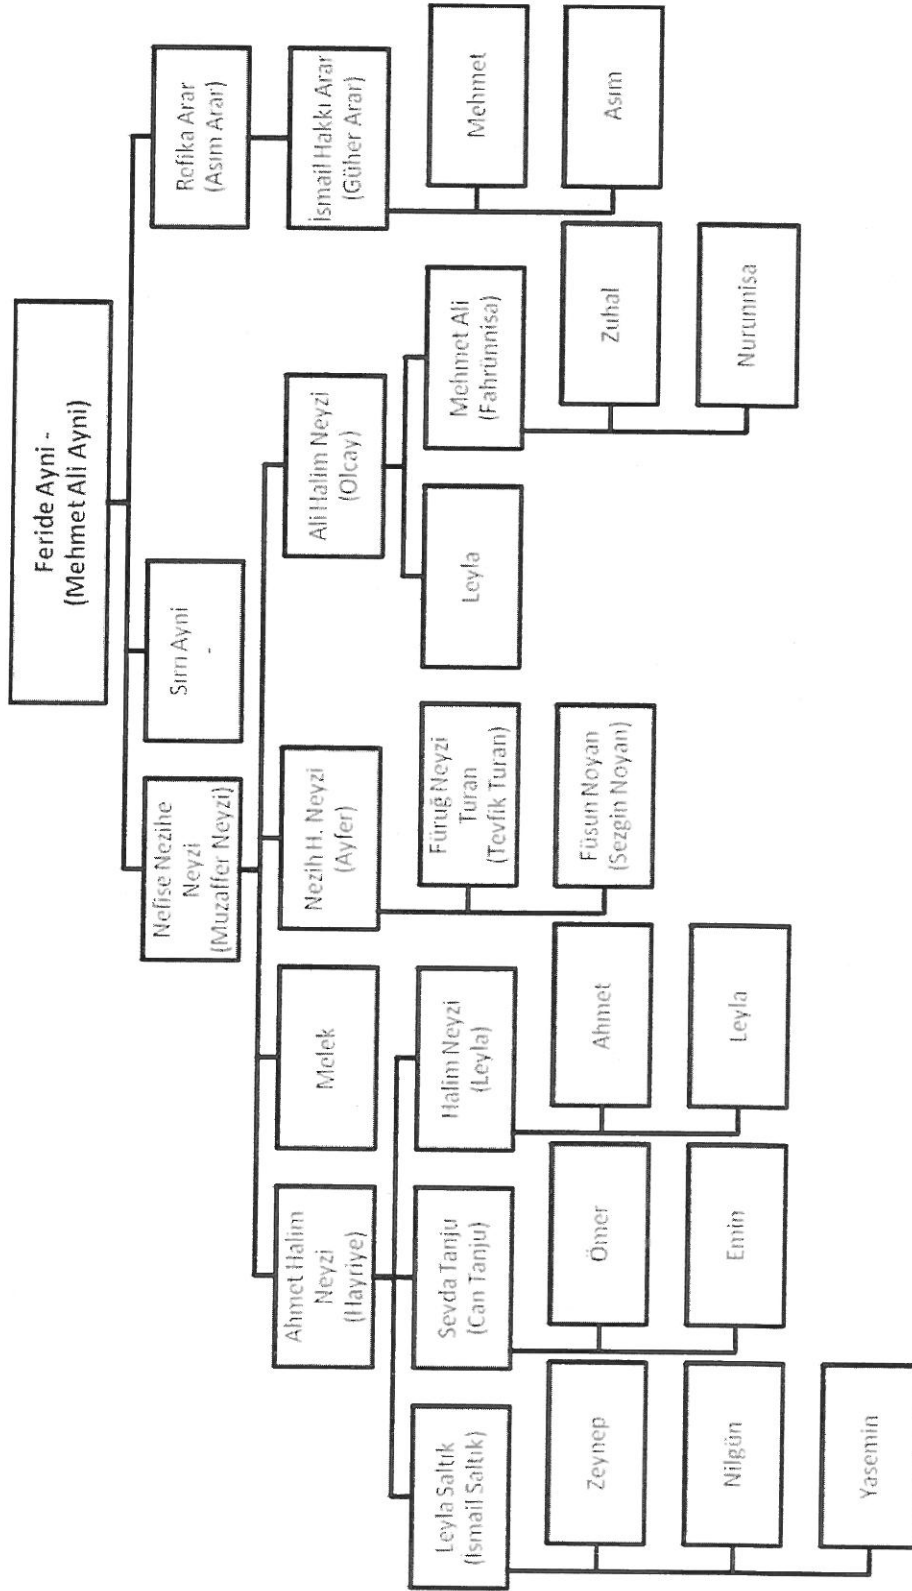 Feride Ayni -
(Mehmet Ali Ayni)
Nefise Nezihe
Neyzi
(Muzaffer Neyzi)
Sırrı Ayni
-
Refika Arar
(Asım Arar)
Ahmet Halim
Neyzi
(Hayriye)
Melek
Nezih H. Neyzi
(Ayfer)
Ali Halim Neyzi
(Olcay)
İsmail Hakkı Arar
(Güher Arar)
Leyla Saltık
(İsmail Saltık)
Sevda Tanju
(Can Tanju)
Halim Neyzi
(Leyla)
Füruğ Neyzi
Turan
(Tevfik Turan)
Leyla
Mehmet Ali
(Fahrünnisa)
Mehmet
Zeynep
Ömer
Ahmet
Füsun Noyan
(Sezgin Noyan)
Zuhal
Asım
Nilgün
Emin
Leyla
Nurunnisa
Yasemin